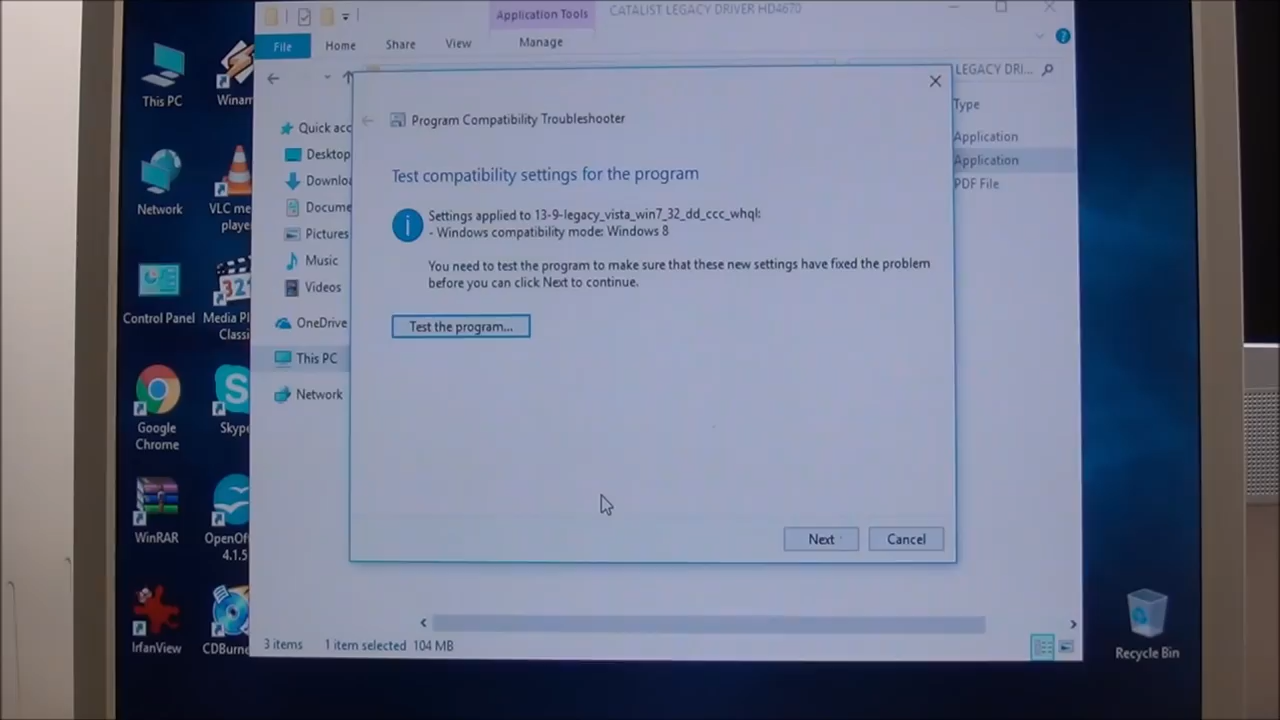 Application Tools
CATALIST LEGACY DRIVER HD4670
File
Home
Share
View
Manage
LEGACY DRI...
This PC
Winam
Network
VLC me
playe
Control Panel
Media Pl
Classi
Google
Chrome
Skype
WinRAR
OpenOf
4.1.5
IrfanView
CDBurne
Quick acc
Desktop
Downloa
Docume
Pictures
Music
Videos
OneDrive
This PC
Network
Program Compatibility Troubleshooter
Test compatibility settings for the program
Settings applied to 13-9-legacy_vista_win7_32_dd_ccc_whql:
- Windows compatibility mode: Windows 8
You need to test the program to make sure that these new settings have fixed the problem
before you can click Next to continue.
Test the program...
Next
Cancel
Type
Application
Application
PDF File
3 items
1 item selected 104 MB
Recycle Bin